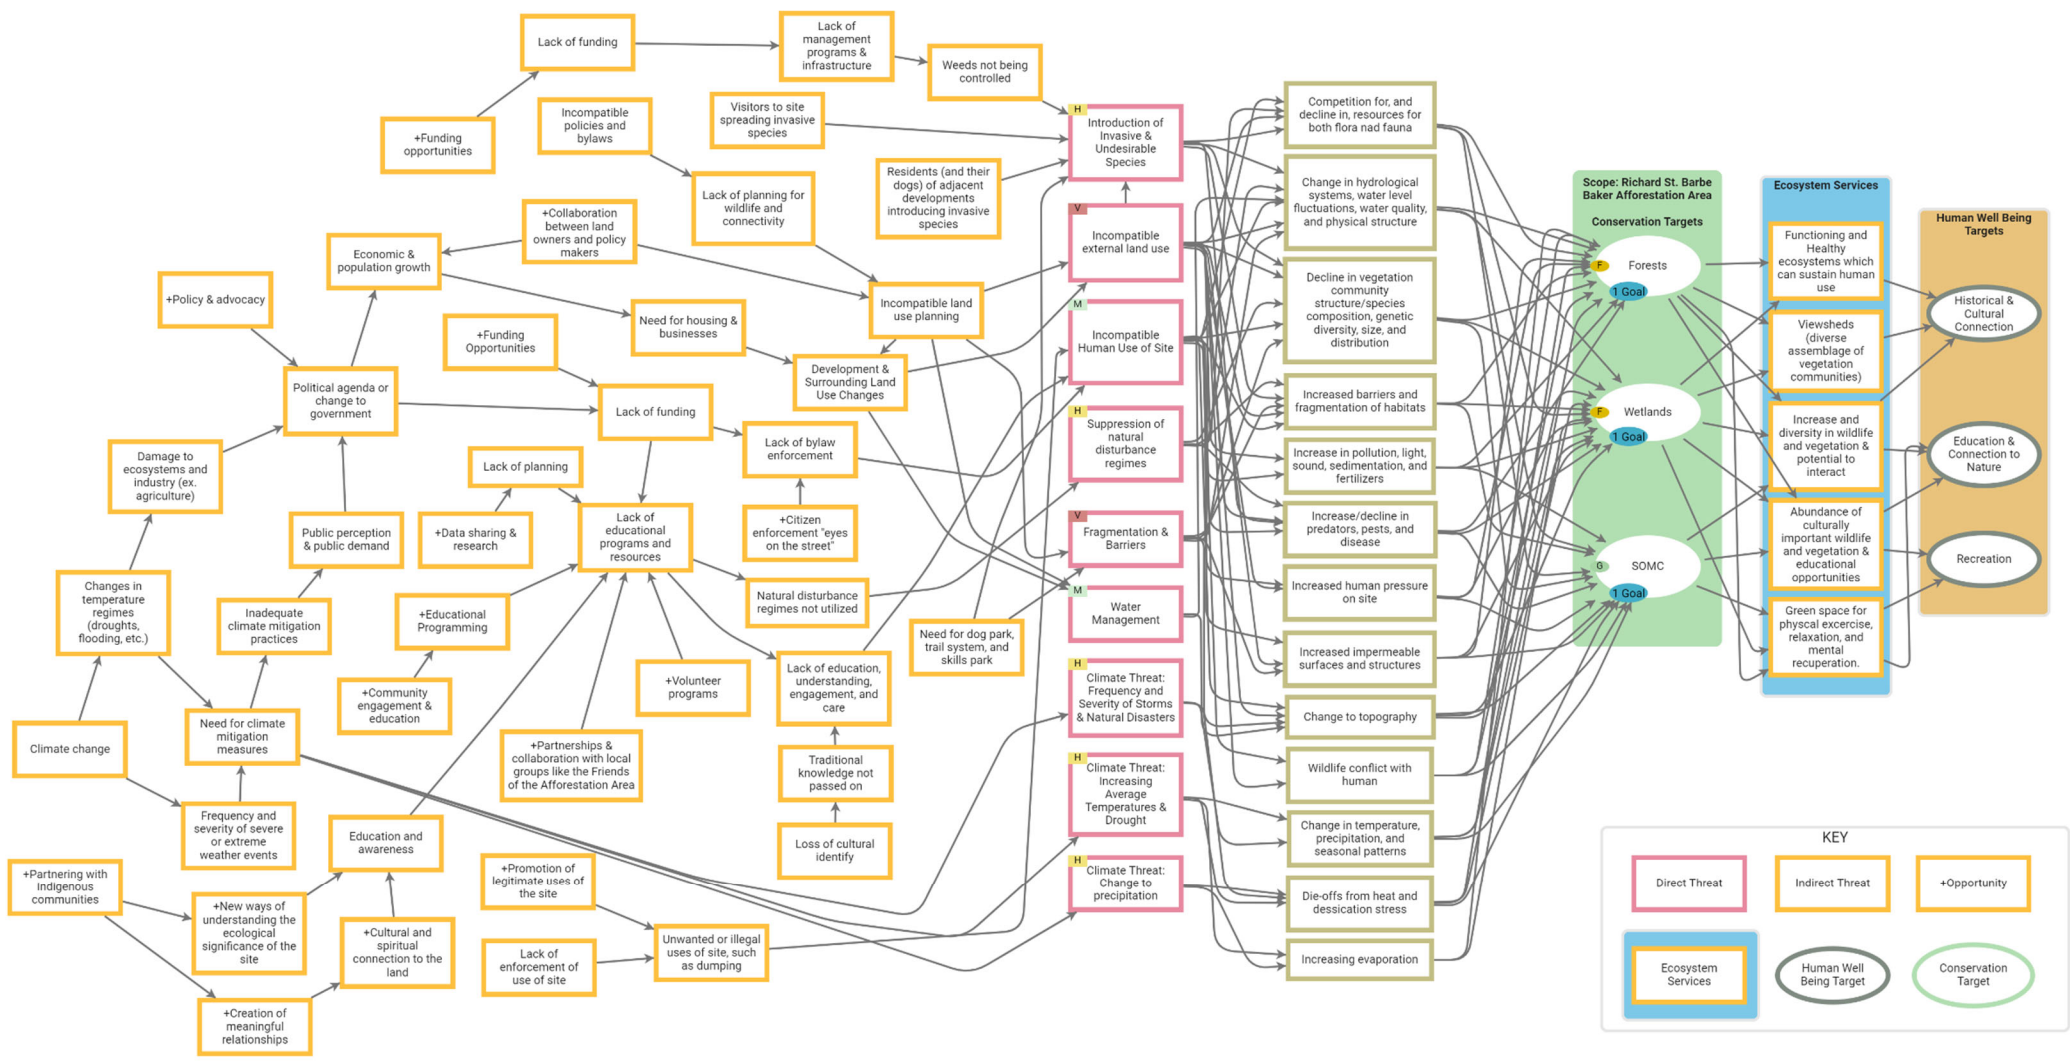 Lack of funding
Lack of
management
programs &
infrastructure
Weeds not being
controlled
+Funding
opportunities
Incompatible
policies and
bylaws
Visitors to site
spreading invasive
species
Residents (and their
dogs) of adjacent
developments
introducing invasive
species
Lack of planning for
wildlife and
connectivity
+Collaboration
between land
owners and policy
makers
Economic &
population growth
+Policy & advocacy
Incompatible land
use planning
Need for housing &
businesses
+Funding
Opportunities
Development &
Surrounding Land
Use Changes
Political agenda or
change to
government
Lack of funding
Lack of bylaw
enforcement
Damage to
ecosystems and
industry (ex.
agriculture)
Lack of planning
+Data sharing &
research
Lack of
educational
programs and
resources
+Citizen
enforcement "eyes
on the street"
Public perception
& public demand
Changes in
temperature
regimes
(droughts,
flooding, etc.)
Inadequate
climate mitigation
practices
+Educational
Programming
Natural disturbance
regimes not utilized
Need for dog park,
trail system, and
skills park
+Community
engagement &
education
+Volunteer
programs
Lack of education,
understanding,
engagement, and
care
Climate change
Need for climate
mitigation
measures
+Partnerships &
collaboration with local
groups like the Friends
of the Afforestation Area
Traditional
knowledge not
passed on
Frequency and
severity of severe
or extreme
weather events
Education and
awareness
Loss of cultural
identify
+Partnering with
Indigenous
communities
+New ways of
understanding the
ecological
significance of the
site
+Cultural and
spiritual
connection to the
land
+Creation of
meaningful
relationships
+Promotion of
legitimate uses of
the site
Lack of
enforcement of
use of site
Unwanted or illegal
uses of site, such
as dumping
H
Introduction of
Invasive &
Undesirable
Species
V
Incompatible
external land use
M
Incompatible
Human Use of Site
H
Suppression of
natural
disturbance
regimes
V
Fragmentation &
Barriers
M
Water
Management
H
Climate Threat:
Frequency and
Severity of Storms
& Natural Disasters
H
Climate Threat:
Increasing
Average
Temperatures &
Drought
H
Climate Threat:
Change to
precipitation
Competition for, and
decline in, resources for
both flora nad fauna
Change in hydrological
systems, water level
fluctuations, water quality,
and physical structure
Decline in vegetation
community
structure/species
composition, genetic
diversity, size, and
distribution
Increased barriers and
fragmentation of habitats
Increase in pollution, light,
sound, sedimentation, and
fertilizers
Increase/decline in
predators, pests, and
disease
Increased human pressure
on site
Increased impermeable
surfaces and structures
Change to topography
Wildlife conflict with
human
Change in temperature,
precipitation, and
seasonal patterns
Die-offs from heat and
dessication stress
Increasing evaporation
Scope: Richard St. Barbe
Baker Afforestation Area
Conservation Targets
Forests
F
1 Goal
Wetlands
F
1 Goal
SOMC
G
1 Goal
Ecosystem Services
Functioning and
Healthy
ecosystems which
can sustain human
use
Viewsheds
(diverse
assemblage of
vegetation
communities)
Increase and
diversity in wildlife
and vegetation &
potential to
interact
Abundance of
culturally
important wildlife
and vegetation &
educational
opportunities
Green space for
physcal excercise,
relaxation, and
mental
recuperation.
Human Well Being
Targets
Historical &
Cultural
Connection
Education &
Connection to
Nature
Recreation
KEY
Direct Threat
Indirect Threat
+Opportunity
Ecosystem
Services
Human Well
Being Target
Conservation
Target